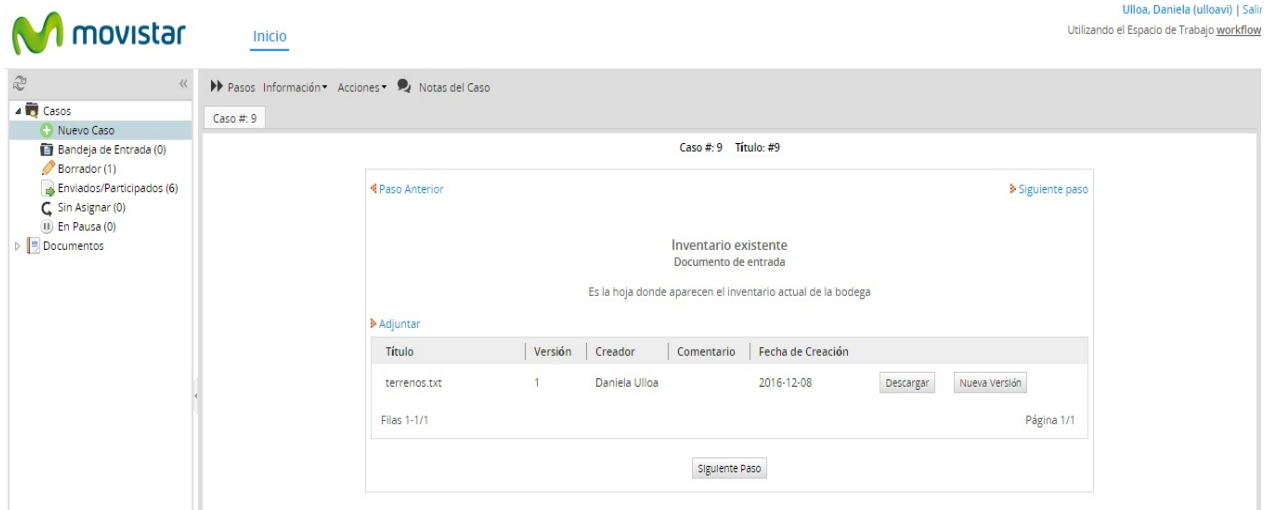 movistar
Inicio
Ulloa, Daniela (ulloavi) | Salir
Utilizando el Espacio de Trabajo workflow
Casos
Nuevo Caso
Bandeja de Entrada (0)
Borrador (1)
Enviados/Participados (6)
Sin Asignar (0)
En Pausa (0)
Documentos
Pasos Información Acciones Notas del Caso
Caso #: 9
Caso #: 9 Título: #9
Paso Anterior Siguiente paso
Inventario existente
Documento de entrada
Es la hoja donde aparecen el inventario actual de la bodega
Adjuntar
Título Versión Creador Comentario Fecha de Creación
terrenos.txt 1 Daniela Ulloa 2016-12-08 Descargar Nueva Versión
Filas 1-1/1 Página 1/1
Siguiente Paso